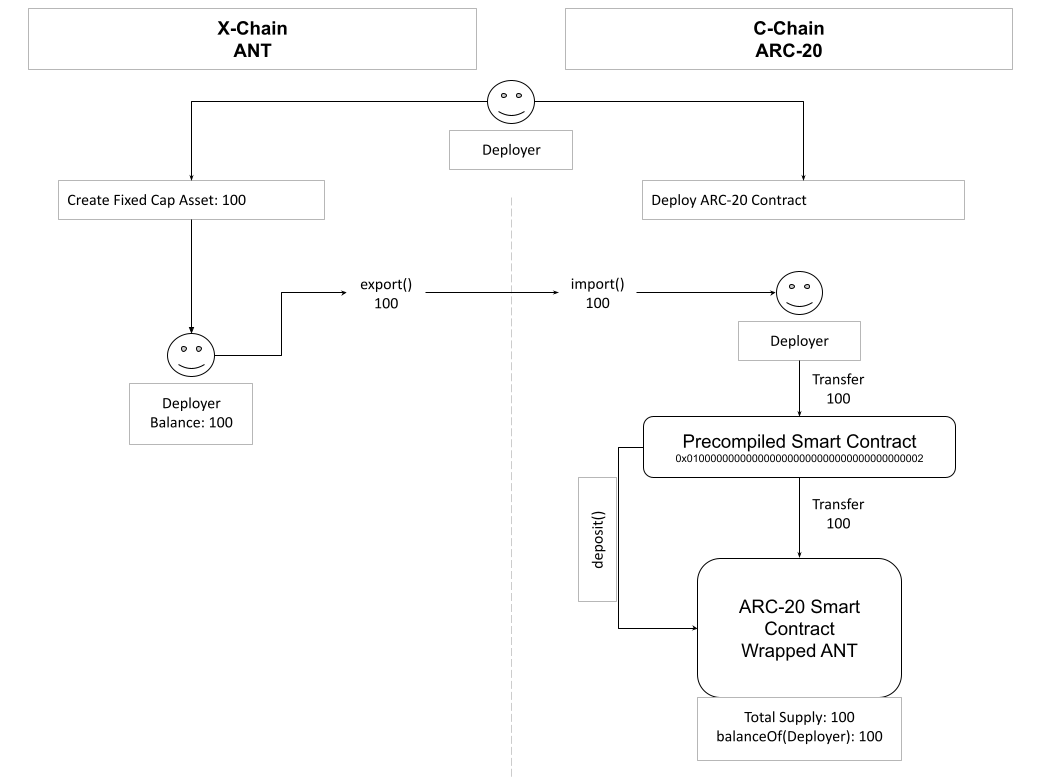 X-Chain
ANT
C-Chain
ARC-20
Deployer
Create Fixed Cap Asset: 100
Deploy ARC-20 Contract
export()
100
import()
100
Deployer
Deployer
Balance: 100
Transfer
100
Precompiled Smart Contract
0x0100000000000000000000000000000000000002
Transfer
100
deposit()
ARC-20 Smart
Contract
Wrapped ANT
Total Supply: 100
balanceOf(Deployer): 100